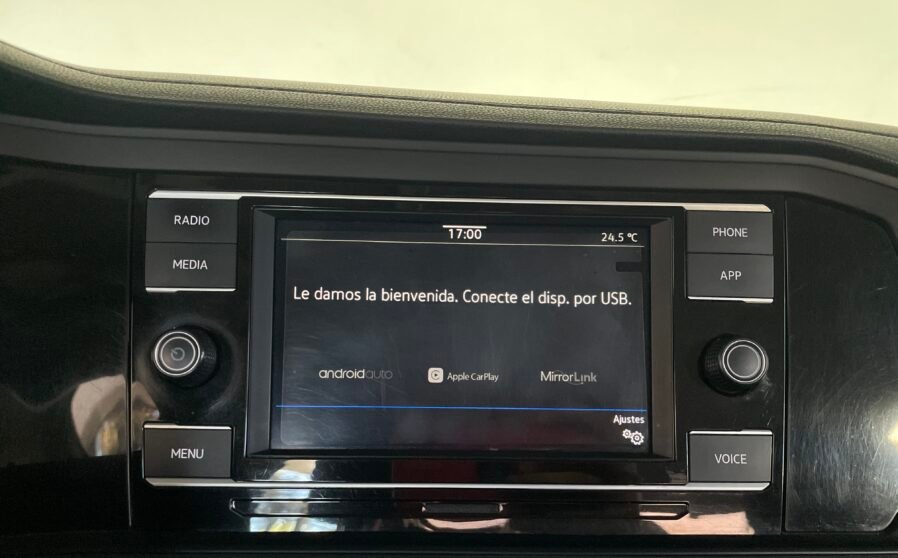 RADIO
MEDIA
MENU
17:00
24.5 °C
Le damos la bienvenida. Conecte el disp. por USB.
androidauto
Apple CarPlay
MirrorLink
Ajustes
PHONE
APP
VOICE